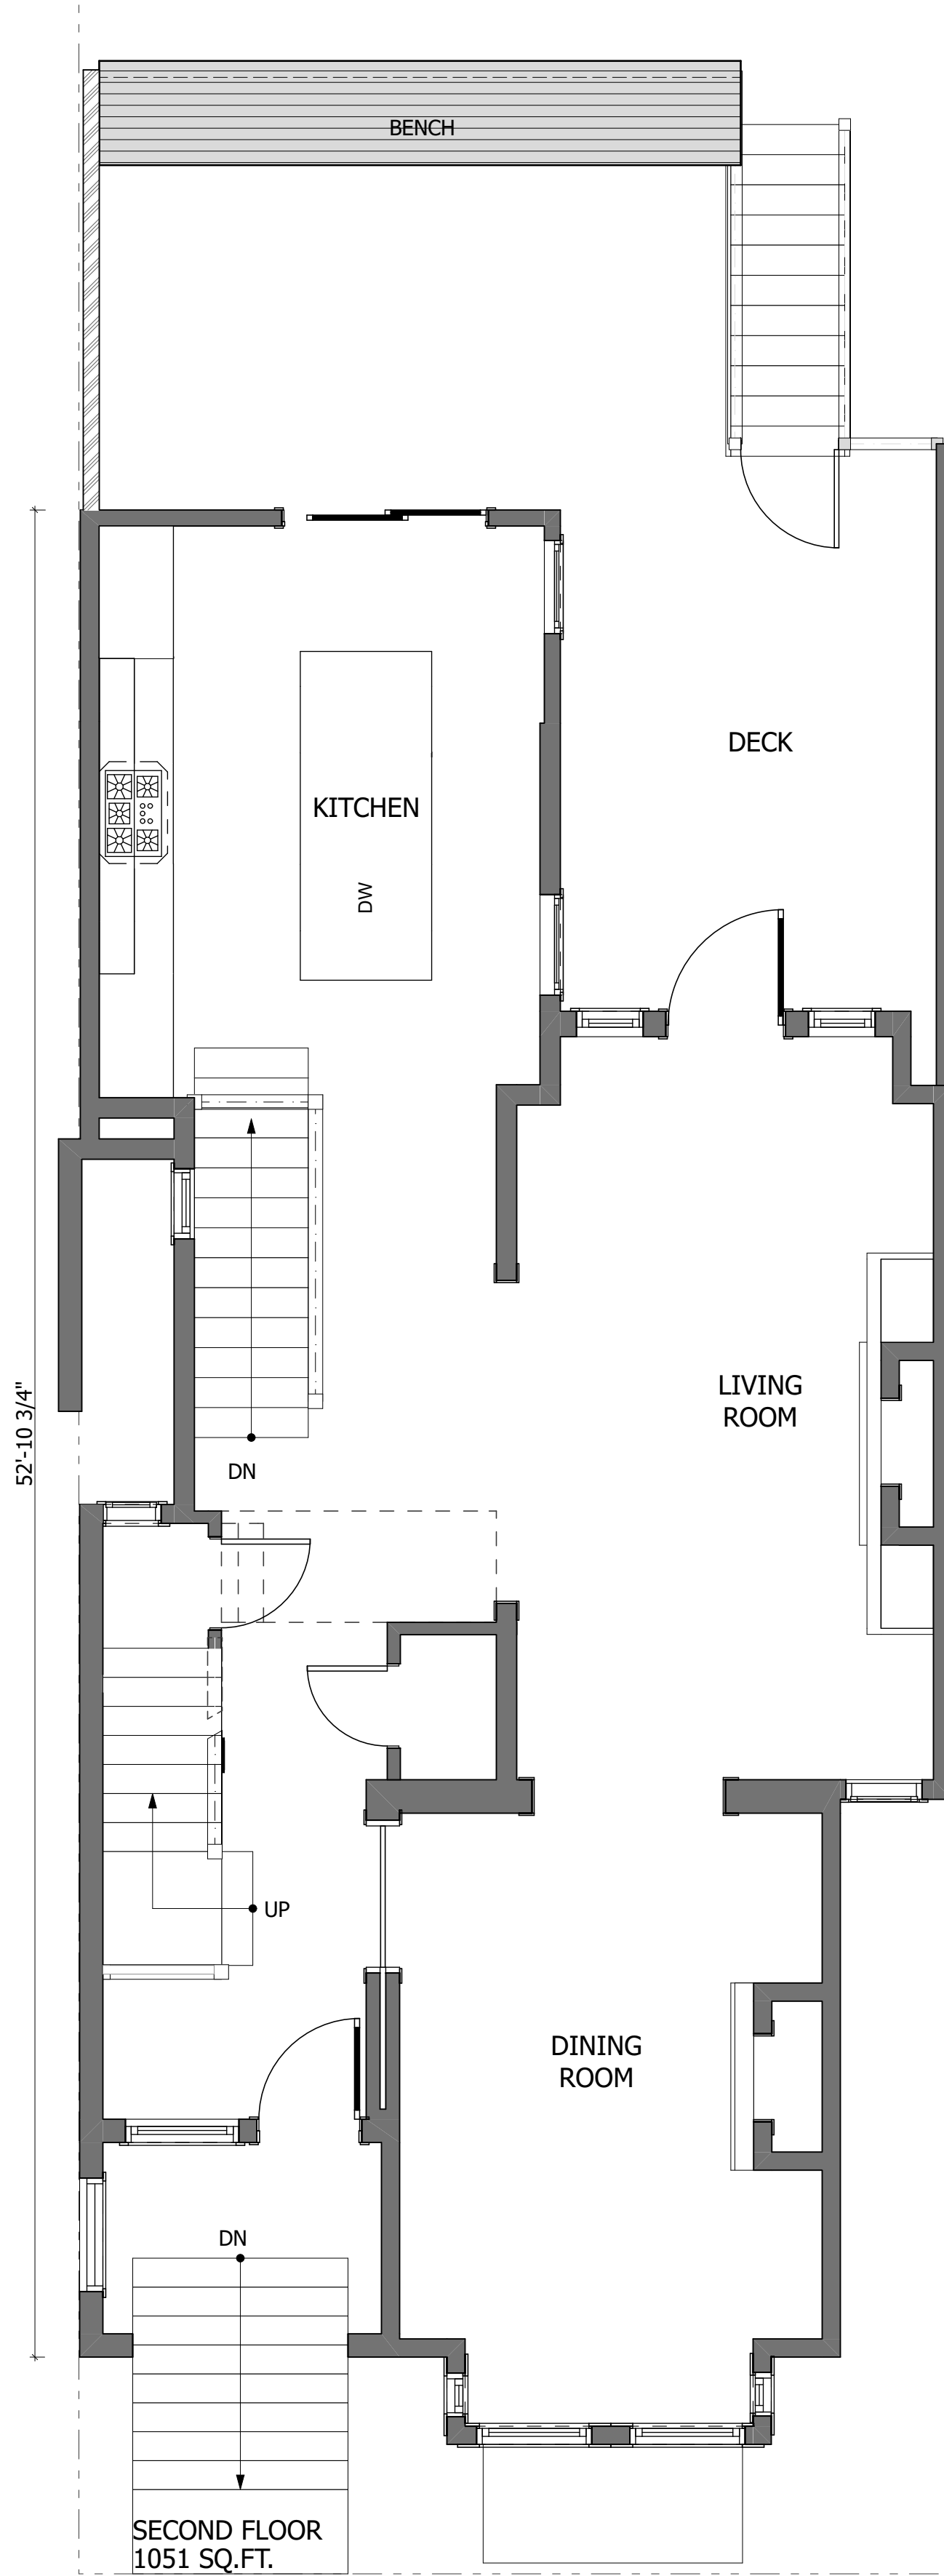 BENCH
DECK
KITCHEN
DW
LIVING
ROOM
52'-10 3/4"
DN
UP
DINING
ROOM
DN
SECOND FLOOR
1051 SQ.FT.